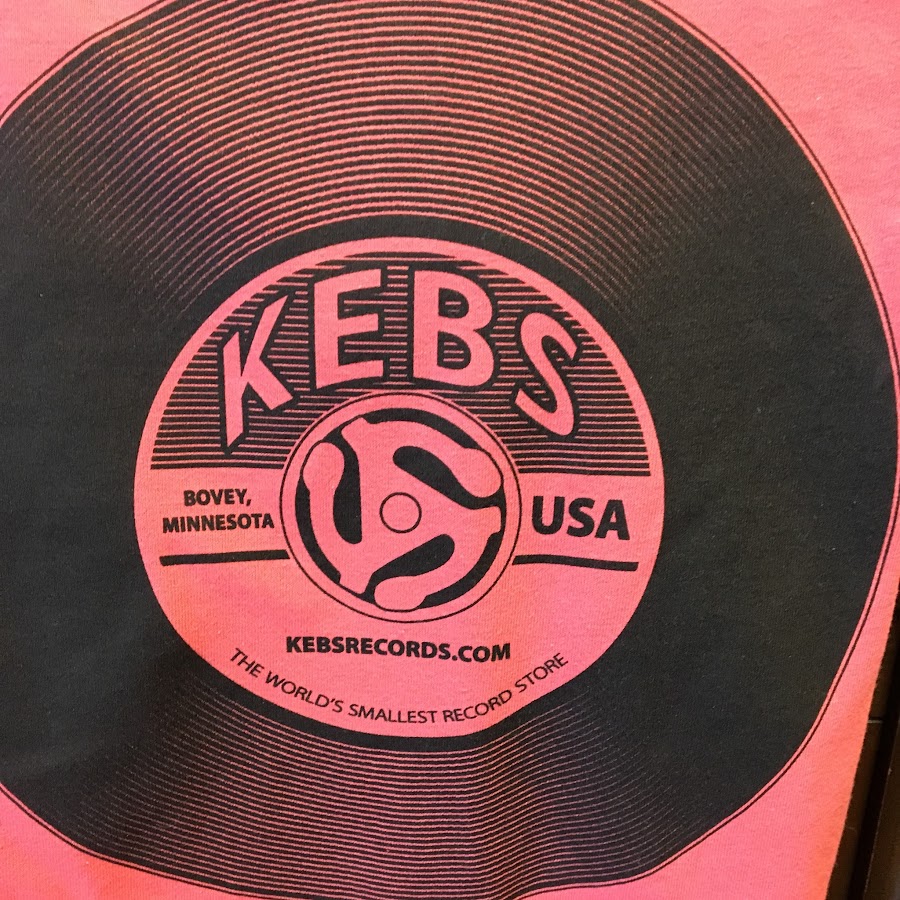 KEBS
BOVEY,
MINNESOTA
USA
KEBSRECORDS.COM
THE WORLD'S SMALLEST RECORD STORE